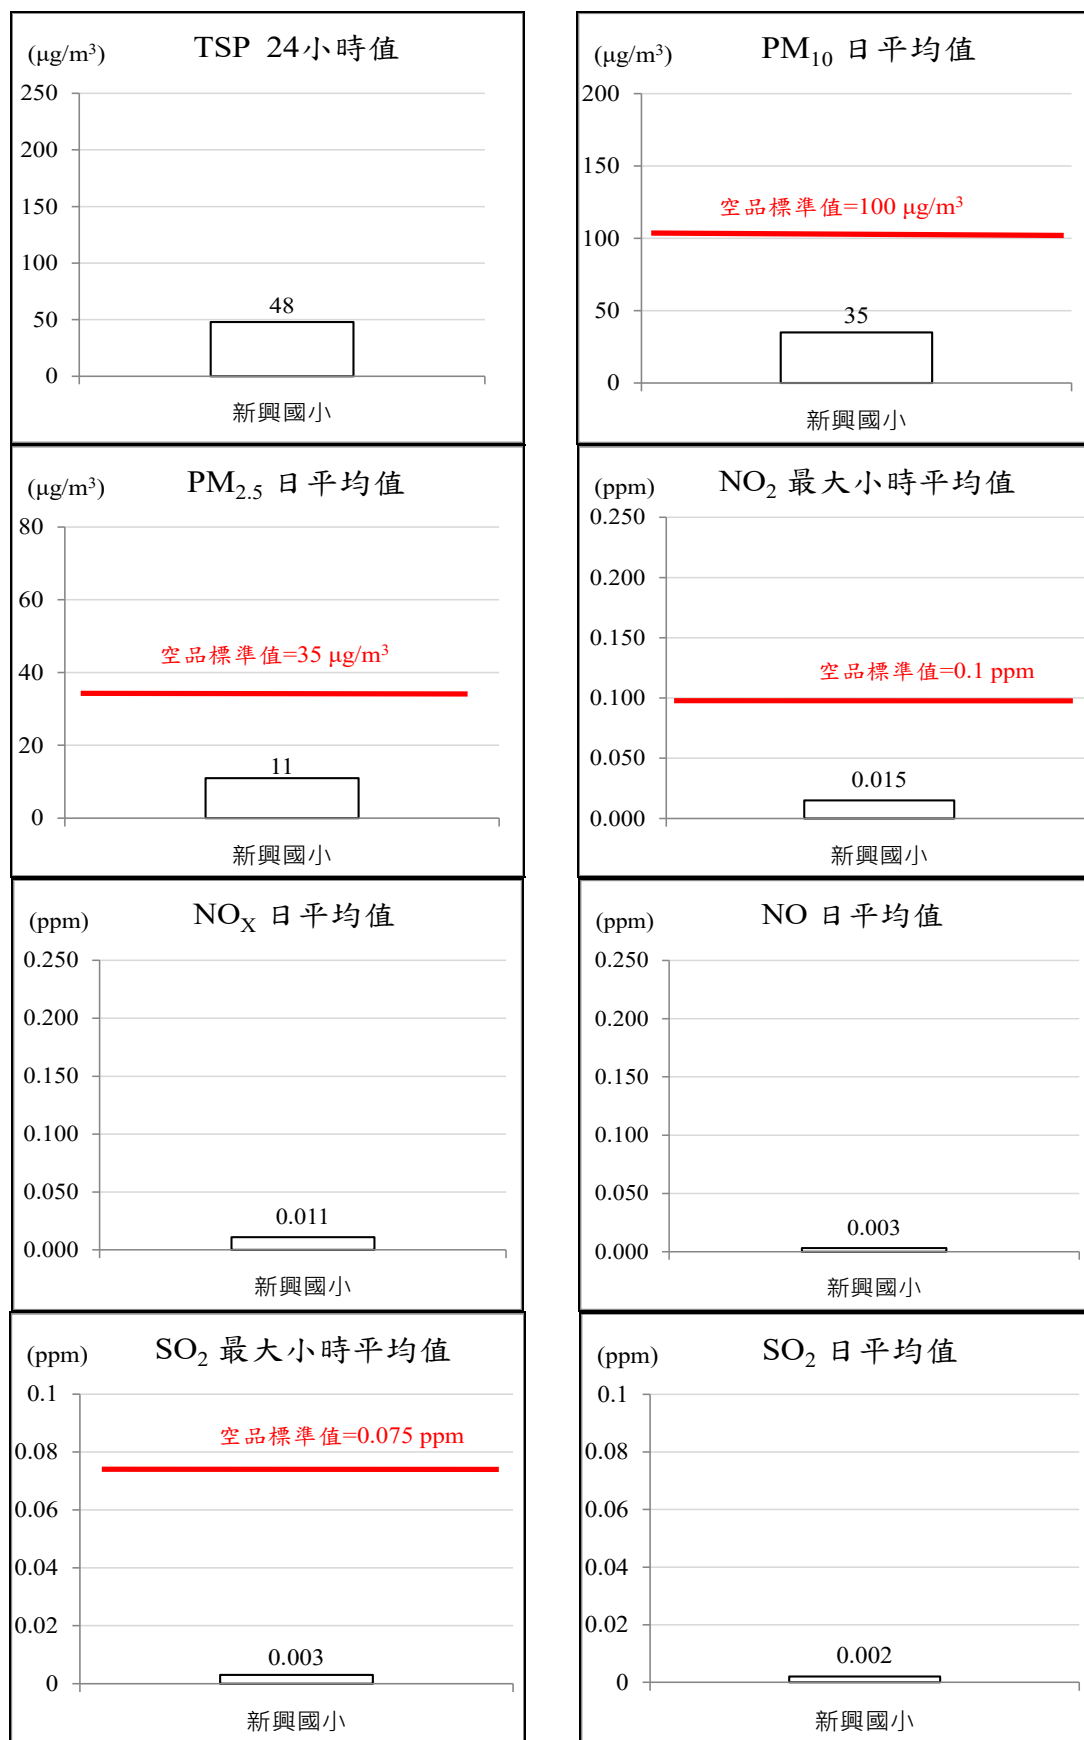 TSP 24小時值
(μg/m³)
250
200
150
100
50
0
48
新興國小
PM₁₀ 日平均值
(μg/m³)
200
150
100
50
0
空品標準值=100 μg/m³
35
新興國小
PM₂.₅ 日平均值
(μg/m³)
80
60
40
20
0
空品標準值=35 μg/m³
11
新興國小
NO₂ 最大小時平均值
(ppm)
0.250
0.200
0.150
0.100
0.050
0.000
空品標準值=0.1 ppm
0.015
新興國小
NOX 日平均值
(ppm)
0.250
0.200
0.150
0.100
0.050
0.000
0.011
新興國小
NO 日平均值
(ppm)
0.250
0.200
0.150
0.100
0.050
0.000
0.003
新興國小
SO₂ 最大小時平均值
(ppm)
0.1
0.08
0.06
0.04
0.02
0
空品標準值=0.075 ppm
0.003
新興國小
SO₂ 日平均值
(ppm)
0.1
0.08
0.06
0.04
0.02
0
0.002
新興國小